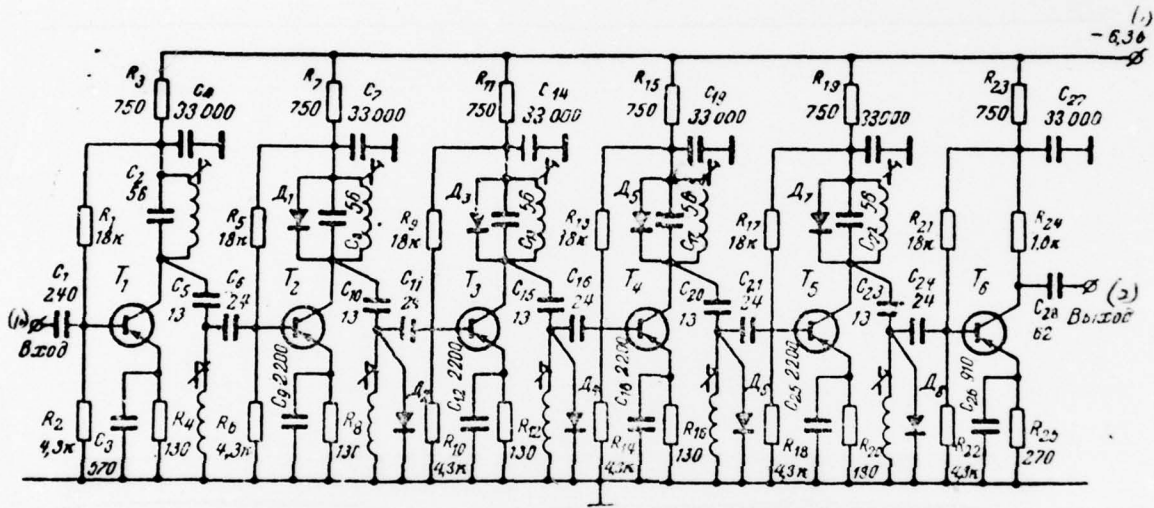 (1)
- 6,3в
R3
750
C4
33 000
R7
750
C7
33 000
R11
750
C14
33 000
R15
750
C19
33 000
R19
750
33000
R23
750
C27
33 000
C2
56
R1
18к
R5
18к
Д1
56
R9
18к
Д3
56
R13
18к
Д5
56
R17
18к
Д7
56
R21
18к
R24
1.0к
C1
240
T1
C5
13
C6
24
T2
C10
13
C11
24
T3
C15
13
C16
24
T4
C20
13
C21
24
T5
C23
13
C24
24
T6
C28
62
(2)
Выход
Вход
R2
4,3к
C3
570
R4
130
R6
4,3к
C9 2200
R8
130
R10
4,3к
C12 2200
R12
130
R14
4,3к
C18 2200
R16
130
Д5
R18
4,3к
C25 2200
R20
130
Д8
R22
4,3к
C26 910
R25
270